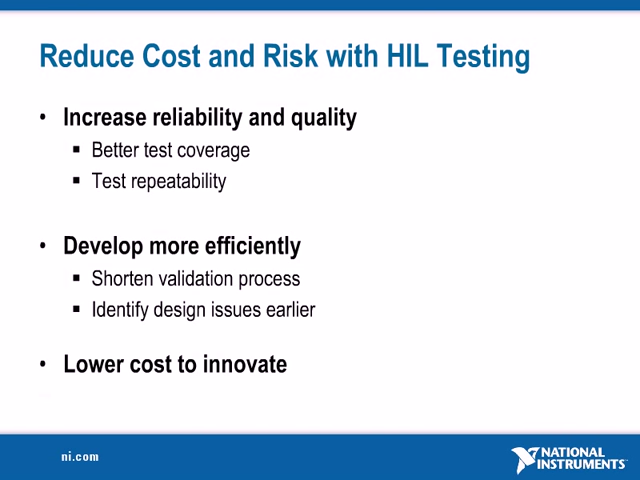 Reduce Cost and Risk with HIL Testing
• Increase reliability and quality
▪ Better test coverage
▪ Test repeatability
• Develop more efficiently
▪ Shorten validation process
▪ Identify design issues earlier
• Lower cost to innovate
ni.com
NATIONAL
INSTRUMENTS